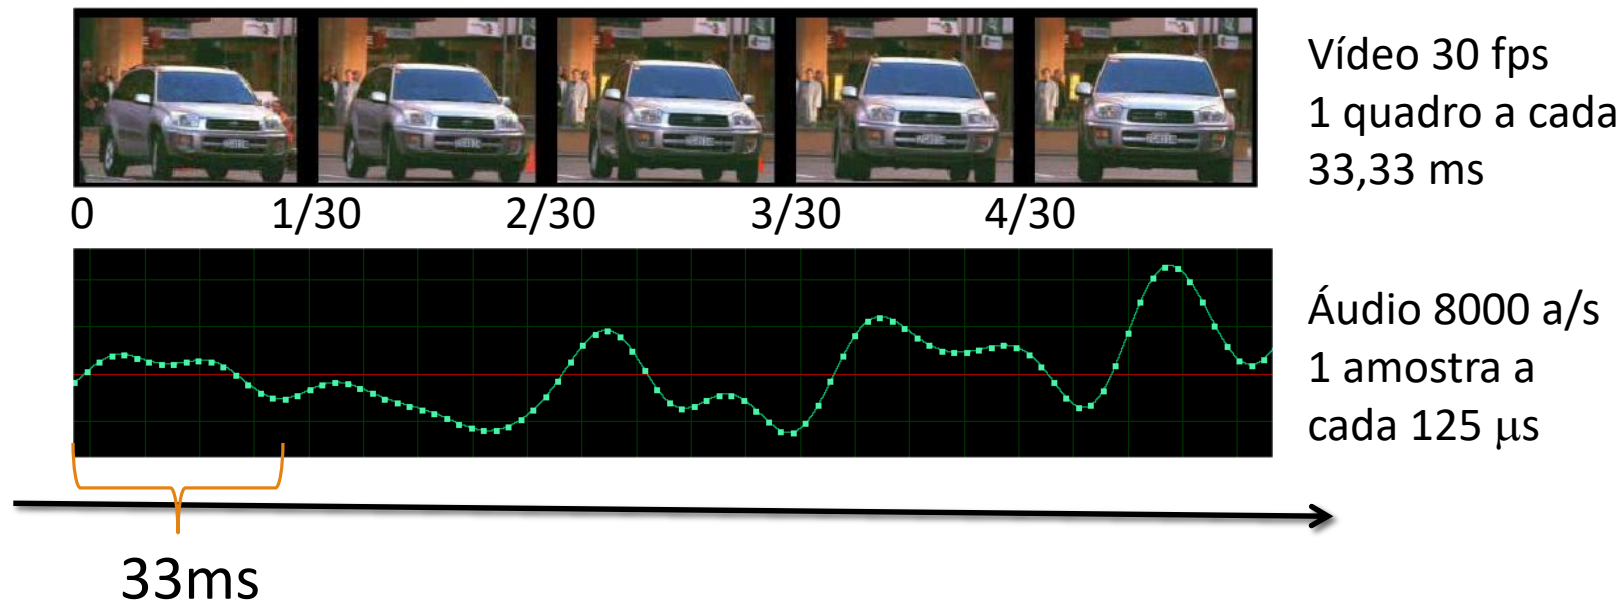 Vídeo 30 fps
1 quadro a cada
33,33 ms
0 1/30 2/30 3/30 4/30
Áudio 8000 a/s
1 amostra a
cada 125 μs
33ms